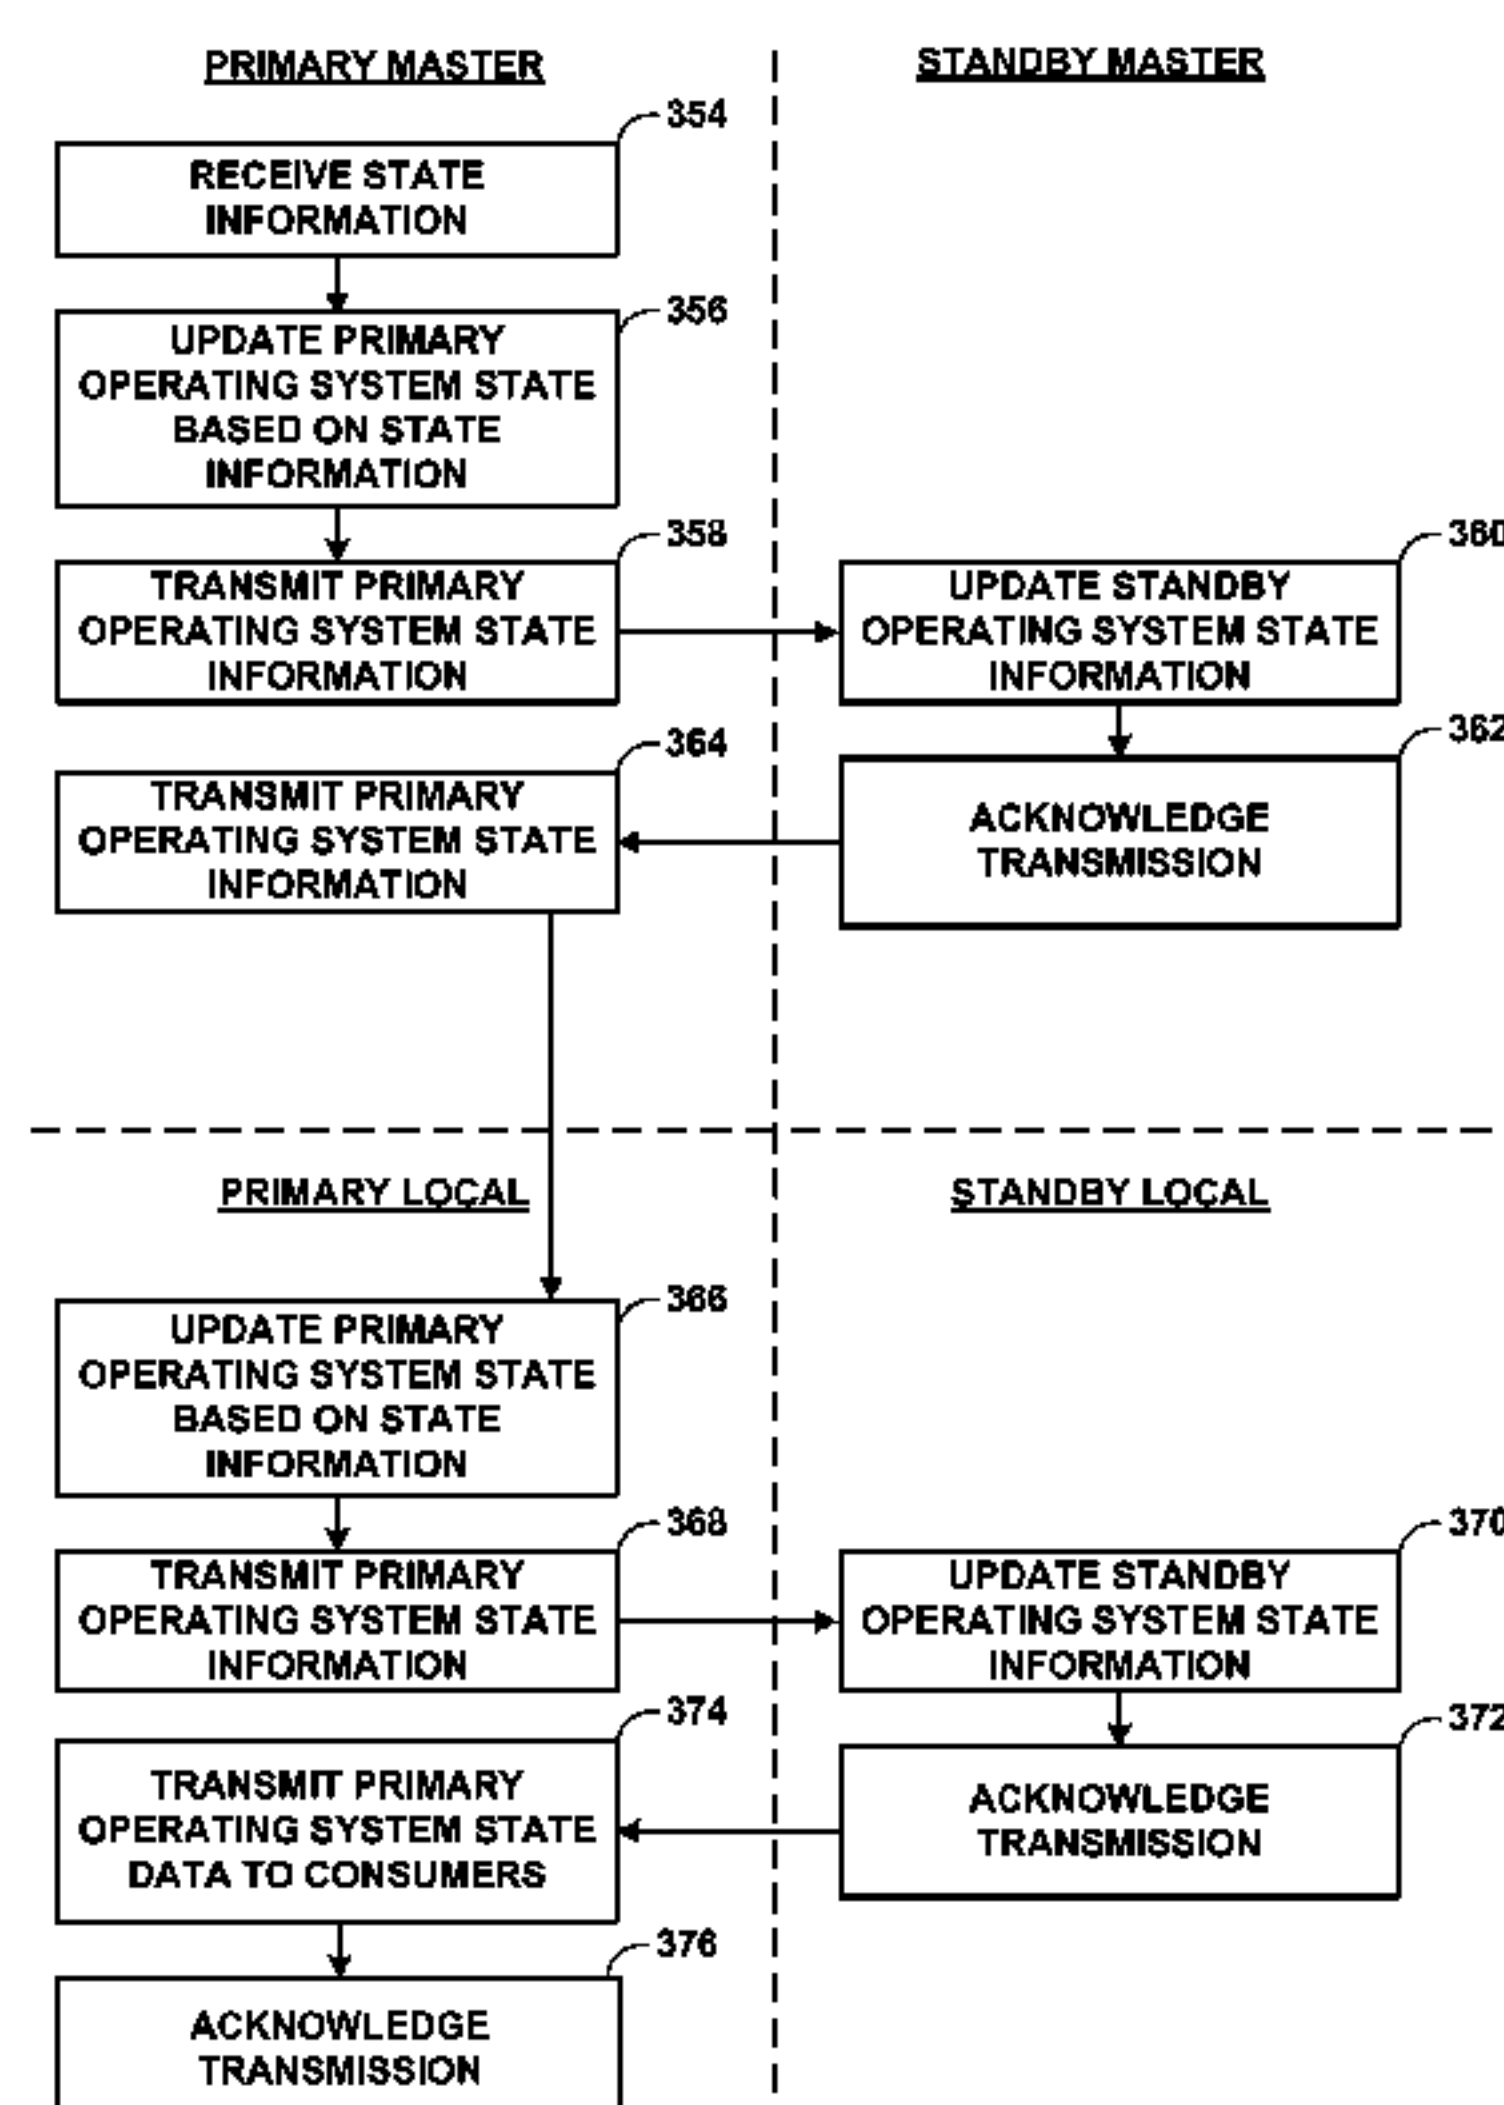 PRIMARY MASTER
STANDBY MASTER
354
RECEIVE STATE
INFORMATION
356
UPDATE PRIMARY
OPERATING SYSTEM STATE
BASED ON STATE
INFORMATION
358
TRANSMIT PRIMARY
OPERATING SYSTEM STATE
INFORMATION
360
UPDATE STANDBY
OPERATING SYSTEM STATE
INFORMATION
362
ACKNOWLEDGE
TRANSMISSION
364
TRANSMIT PRIMARY
OPERATING SYSTEM STATE
INFORMATION
PRIMARY LOCAL
STANDBY LOCAL
366
UPDATE PRIMARY
OPERATING SYSTEM STATE
BASED ON STATE
INFORMATION
368
TRANSMIT PRIMARY
OPERATING SYSTEM STATE
INFORMATION
370
UPDATE STANDBY
OPERATING SYSTEM STATE
INFORMATION
372
ACKNOWLEDGE
TRANSMISSION
374
TRANSMIT PRIMARY
OPERATING SYSTEM STATE
DATA TO CONSUMERS
376
ACKNOWLEDGE
TRANSMISSION